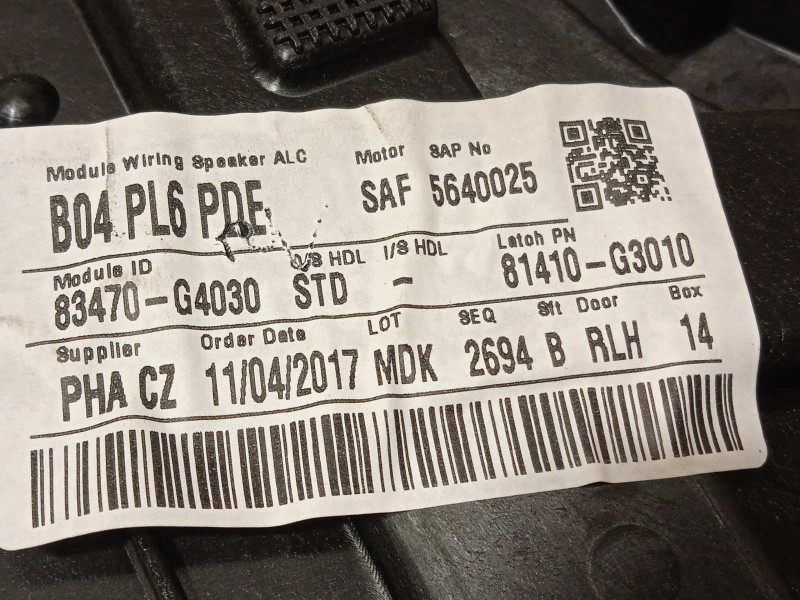 Module Wiring Speaker ALC Motor SAP No
B04 PL6 PDE SAF 5640025
Module ID O/S HDL I/S HDL Latch PN
83470-G4030 STD - 81410-G3010
Supplier Order Date LOT SEQ Sft Door Box
PHA CZ 11/04/2017 MDK 2694 B RLH 14